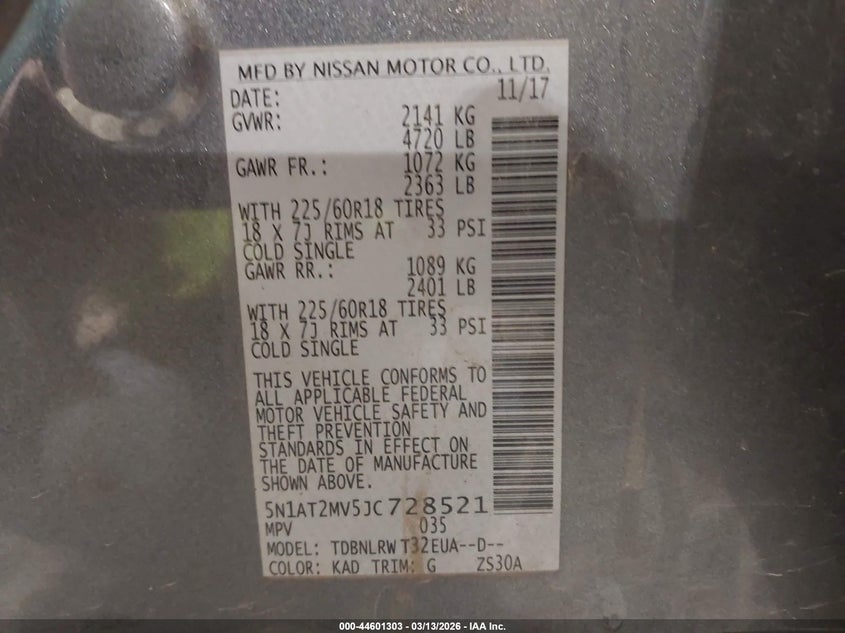 MFD BY NISSAN MOTOR CO., LTD.
DATE: 11/17
GVWR: 2141 KG
4720 LB
GAWR FR.: 1072 KG
2363 LB
WITH 225/60R18 TIRES
18 X 7J RIMS AT 33 PSI
COLD SINGLE
GAWR RR.: 1089 KG
2401 LB
WITH 225/60R18 TIRES
18 X 7J RIMS AT 33 PSI
COLD SINGLE
THIS VEHICLE CONFORMS TO
ALL APPLICABLE FEDERAL
MOTOR VEHICLE SAFETY AND
THEFT PREVENTION
STANDARDS IN EFFECT ON
THE DATE OF MANUFACTURE
SHOWN ABOVE.
5N1AT2MV5JC728521
MPV 035
MODEL: TDBNLRW T32EUA--D--
COLOR: KAD TRIM: G ZS30A
000-44601303 - 03/13/2026 - IAA Inc.